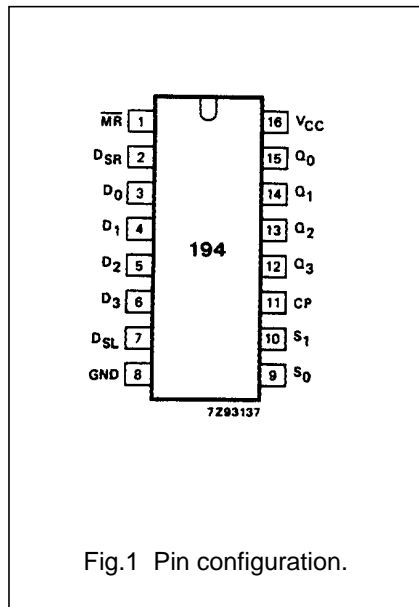 MR 1 16 VCC
DSR 2 15 Q0
D0 3 14 Q1
D1 4 13 Q2
194
D2 5 12 Q3
D3 6 11 CP
DSL 7 10 S1
GND 8 9 S0
7Z93137
Fig.1 Pin configuration.